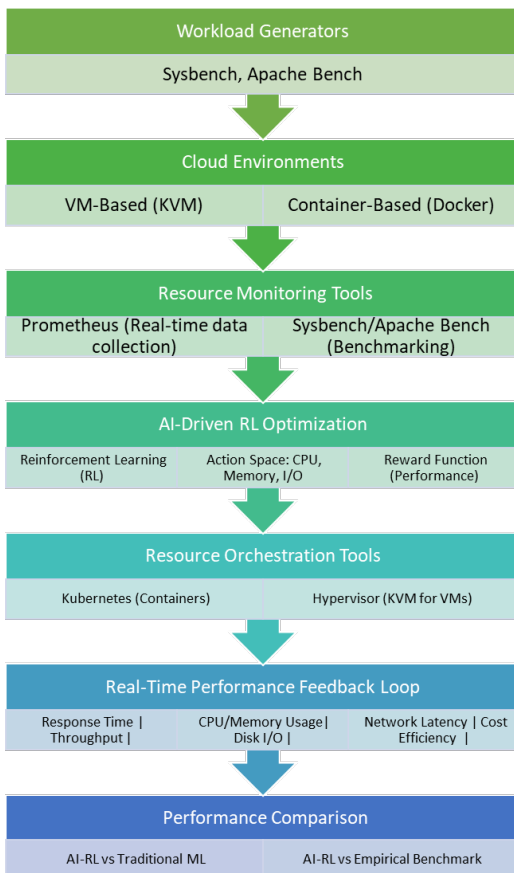 Workload Generators
Sysbench, Apache Bench
Cloud Environments
VM-Based (KVM)
Container-Based (Docker)
Resource Monitoring Tools
Prometheus (Real-time data
collection)
Sysbench/Apache Bench
(Benchmarking)
AI-Driven RL Optimization
Reinforcement Learning
(RL)
Action Space: CPU,
Memory, I/O
Reward Function
(Performance)
Resource Orchestration Tools
Kubernetes (Containers)
Hypervisor (KVM for VMs)
Real-Time Performance Feedback Loop
Response Time |
Throughput |
CPU/Memory Usage|
Disk I/O |
Network Latency | Cost
Efficiency |
Performance Comparison
AI-RL vs Traditional ML
AI-RL vs Empirical Benchmark